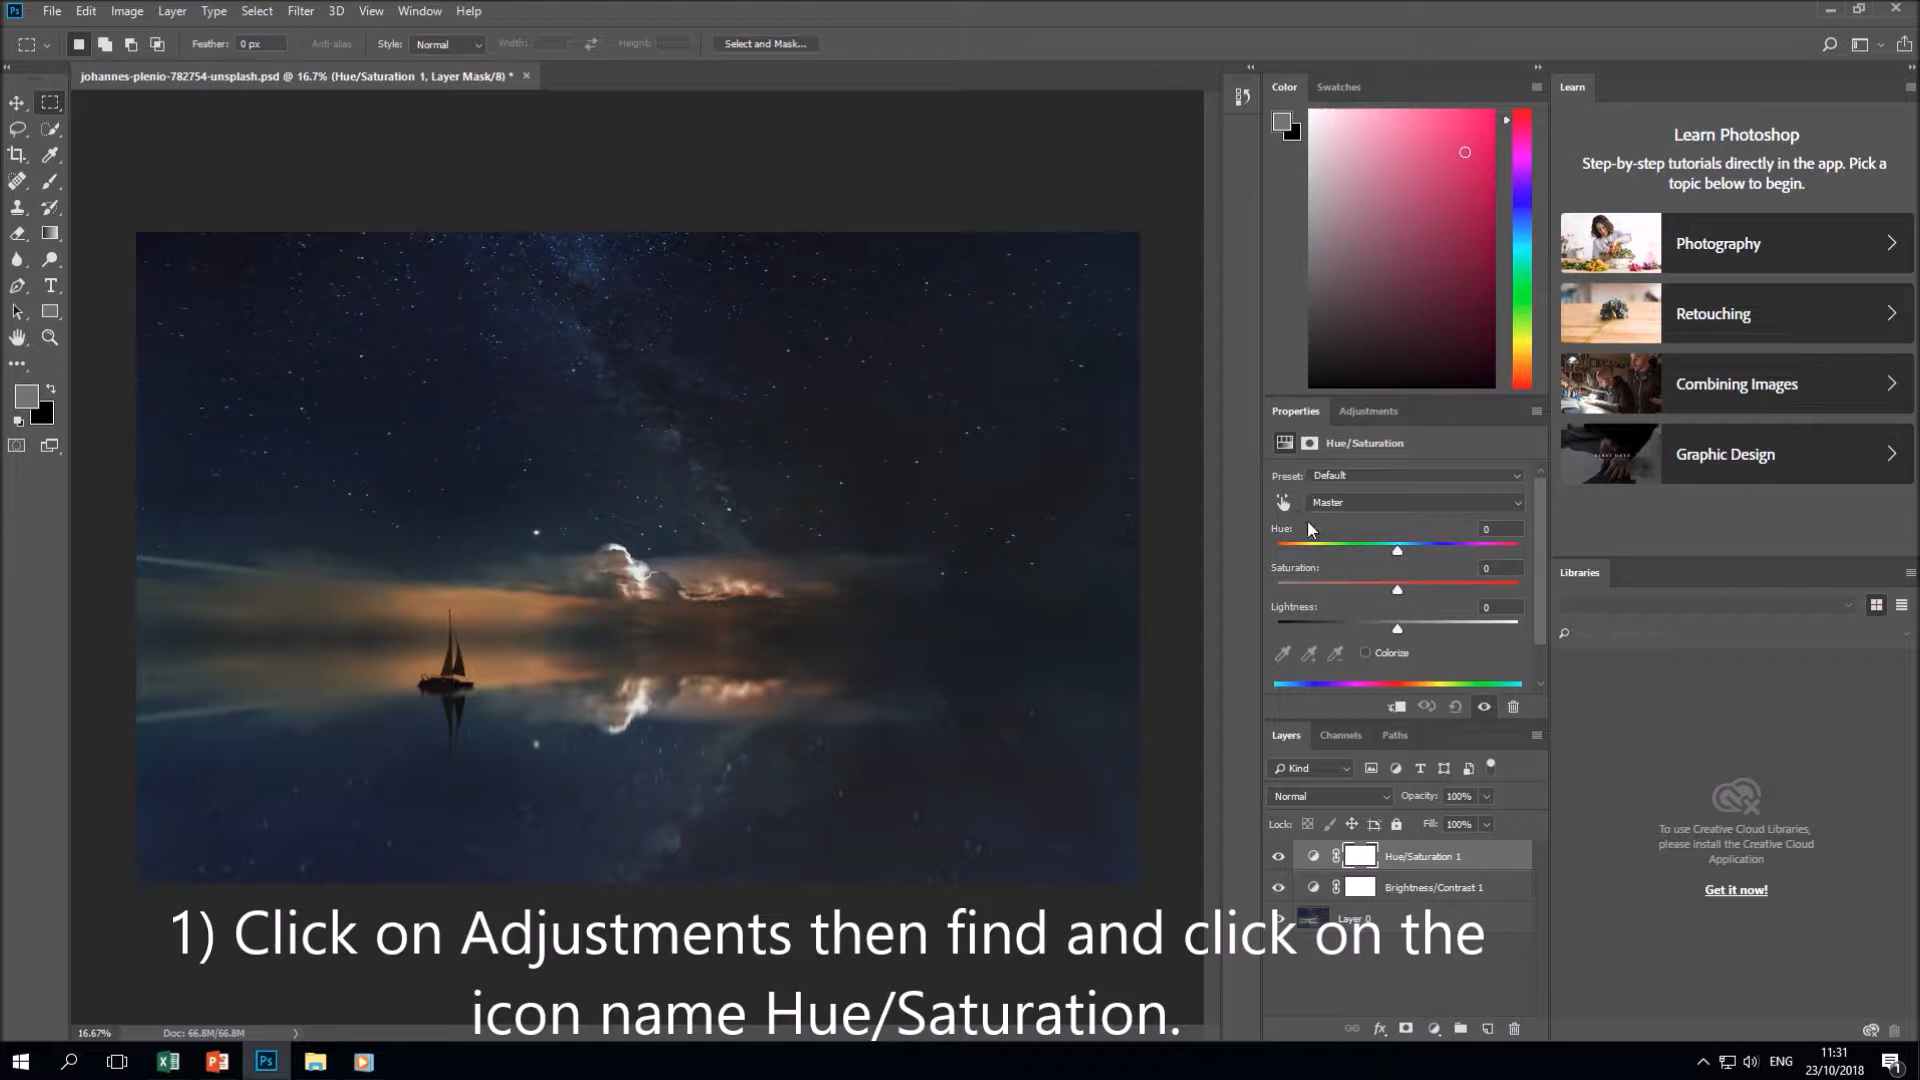 Ps File Edit Image Layer Type Select Filter 3D View Window Help
Feather: 0 px Anti-alias Style: Normal Width: Height: Select and Mask...
johannes-plenio-782754-unsplash.psd @ 16.7% (Hue/Saturation 1, Layer Mask/8) *
Color Swatches
Learn
Learn Photoshop
Step-by-step tutorials directly in the app. Pick a
topic below to begin.
Photography
Retouching
Combining Images
Graphic Design
Properties Adjustments
Hue/Saturation
Preset: Default
Master
Hue: 0
Saturation: 0
Lightness: 0
Colorize
Libraries
To use Creative Cloud Libraries,
please install the Creative Cloud
Application
Get it now!
Layers Channels Paths
Kind
Normal Opacity: 100%
Lock: Fill: 100%
Hue/Saturation 1
Brightness/Contrast 1
Layer 0
1) Click on Adjustments then find and click on the
icon name Hue/Saturation.
16.67% Doc: 66.8M/66.8M
fx
Ps
ENG
11:31
23/10/2018
1